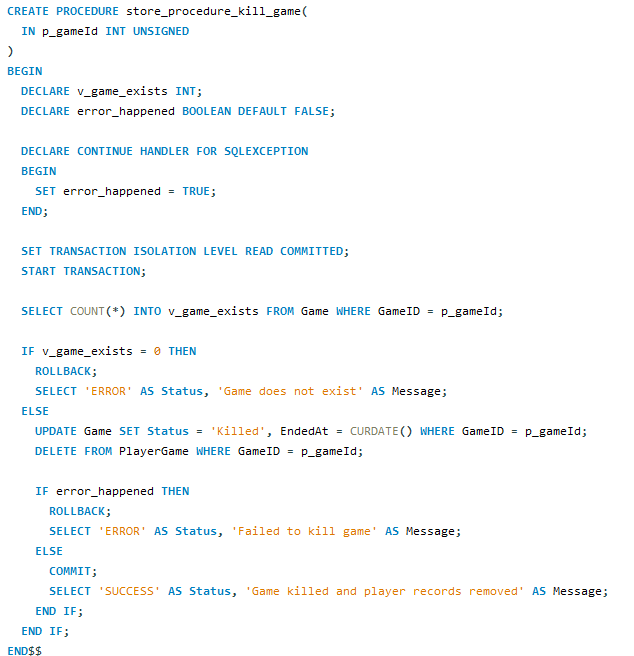 CREATE PROCEDURE store_procedure_kill_game(
  IN p_gameId INT UNSIGNED
)
BEGIN
  DECLARE v_game_exists INT;
  DECLARE error_happened BOOLEAN DEFAULT FALSE;

  DECLARE CONTINUE HANDLER FOR SQLEXCEPTION
  BEGIN
    SET error_happened = TRUE;
  END;

  SET TRANSACTION ISOLATION LEVEL READ COMMITTED;
  START TRANSACTION;

  SELECT COUNT(*) INTO v_game_exists FROM Game WHERE GameID = p_gameId;

  IF v_game_exists = 0 THEN
    ROLLBACK;
    SELECT 'ERROR' AS Status, 'Game does not exist' AS Message;
  ELSE
    UPDATE Game SET Status = 'Killed', EndedAt = CURDATE() WHERE GameID = p_gameId;
    DELETE FROM PlayerGame WHERE GameID = p_gameId;

    IF error_happened THEN
      ROLLBACK;
      SELECT 'ERROR' AS Status, 'Failed to kill game' AS Message;
    ELSE
      COMMIT;
      SELECT 'SUCCESS' AS Status, 'Game killed and player records removed' AS Message;
    END IF;
  END IF;
END$$